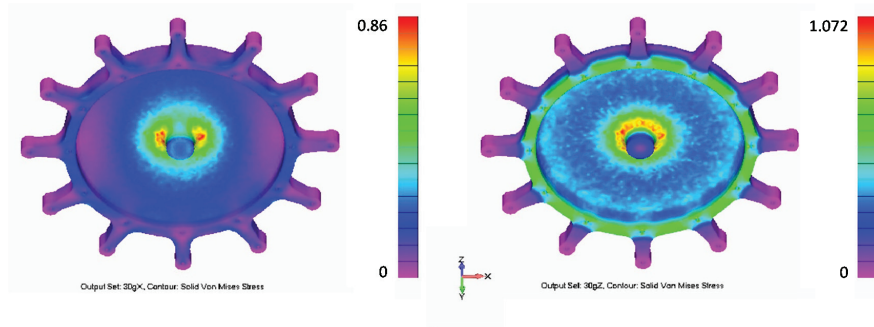 0.86
1.072
0
0
Z
X
Y
Output Set: 30gX, Contour: Solid Von Mises Stress
Output Set: 30gZ, Contour: Solid Von Mises Stress